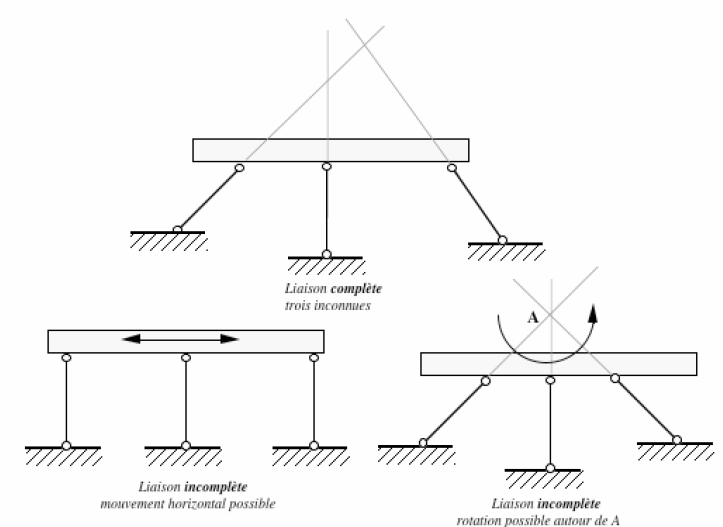 Liaison complète
trois inconnues
A
Liaison incomplète
mouvement horizontal possible
Liaison incomplète
rotation possible autour de A